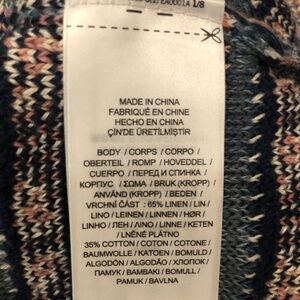 1/8
MADE IN CHINA
FABRIQUÉ EN CHINE
HECHO EN CHINA
ÇİN'DE ÜRETİLMİŞTİR
BODY / CORPS / CORPO /
OBERTEIL / ROMP / HOVEDDEL /
CUERPO / ПЕРЕД И СПИНКА /
КОРПУС / ΣΩΜΑ / BRUK (KROPP) /
ANVÄND (KROPP) / BEDEN /
VRCHNÍ ČÁST : 65% LINEN / LIN /
LINO / LEINEN / LINNEN / HØR /
LINHO / ЛЕН / ΛΙΝΟ / LINNE / KETEN
/ LNĚNÉ PLÁTNO
35% COTTON / COTON / COTONE /
BAUMWOLLE / KATOEN / BOMULD /
ALGODÓN / ALGODÃO / ХЛОПОК /
ПАМУК / ΒΑΜΒΑΚΙ / BOMULL /
PAMUK / BAVLNA